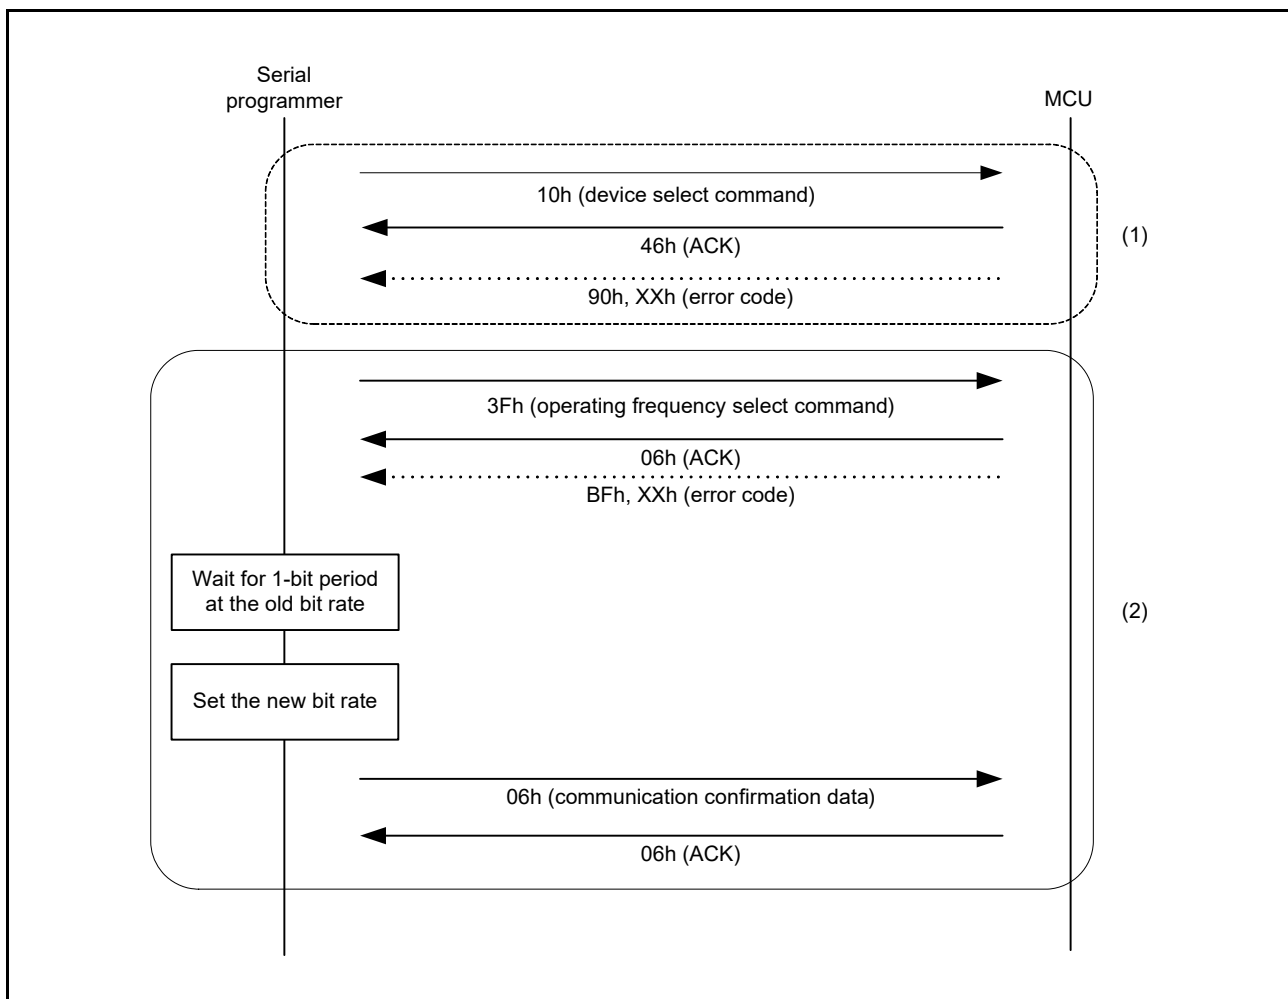 Serial
programmer
MCU
10h (device select command)
46h (ACK)
90h, XXh (error code)
(1)
3Fh (operating frequency select command)
06h (ACK)
BFh, XXh (error code)
Wait for 1-bit period
at the old bit rate
(2)
Set the new bit rate
06h (communication confirmation data)
06h (ACK)